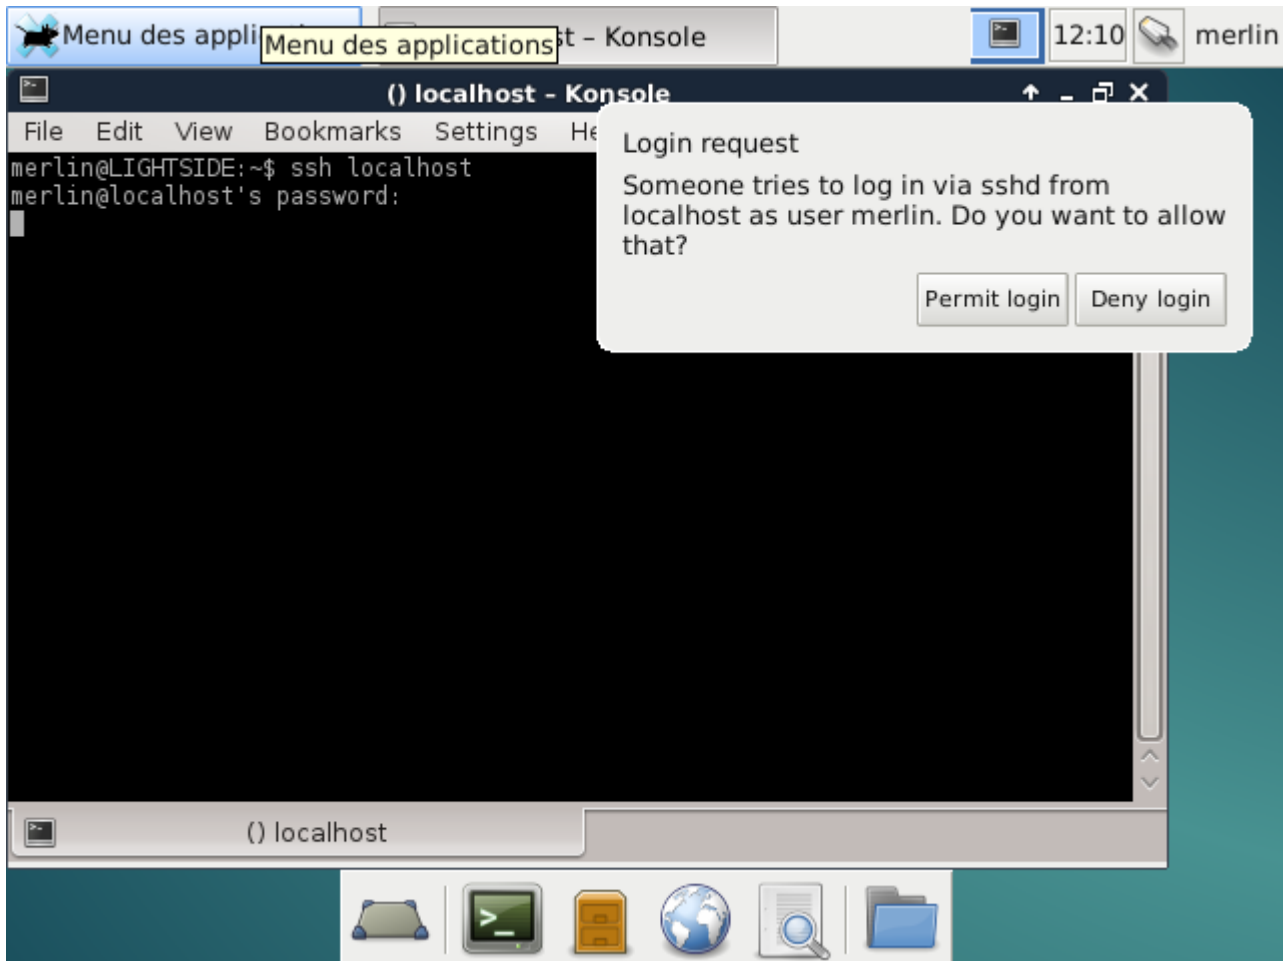 Menu des appli
Menu des applications
st – Konsole
12:10
merlin
() localhost – Konsole
File Edit View Bookmarks Settings He
merlin@LIGHTSIDE:~$ ssh localhost
merlin@localhost's password:
Login request
Someone tries to log in via sshd from
localhost as user merlin. Do you want to allow
that?
Permit login
Deny login
() localhost